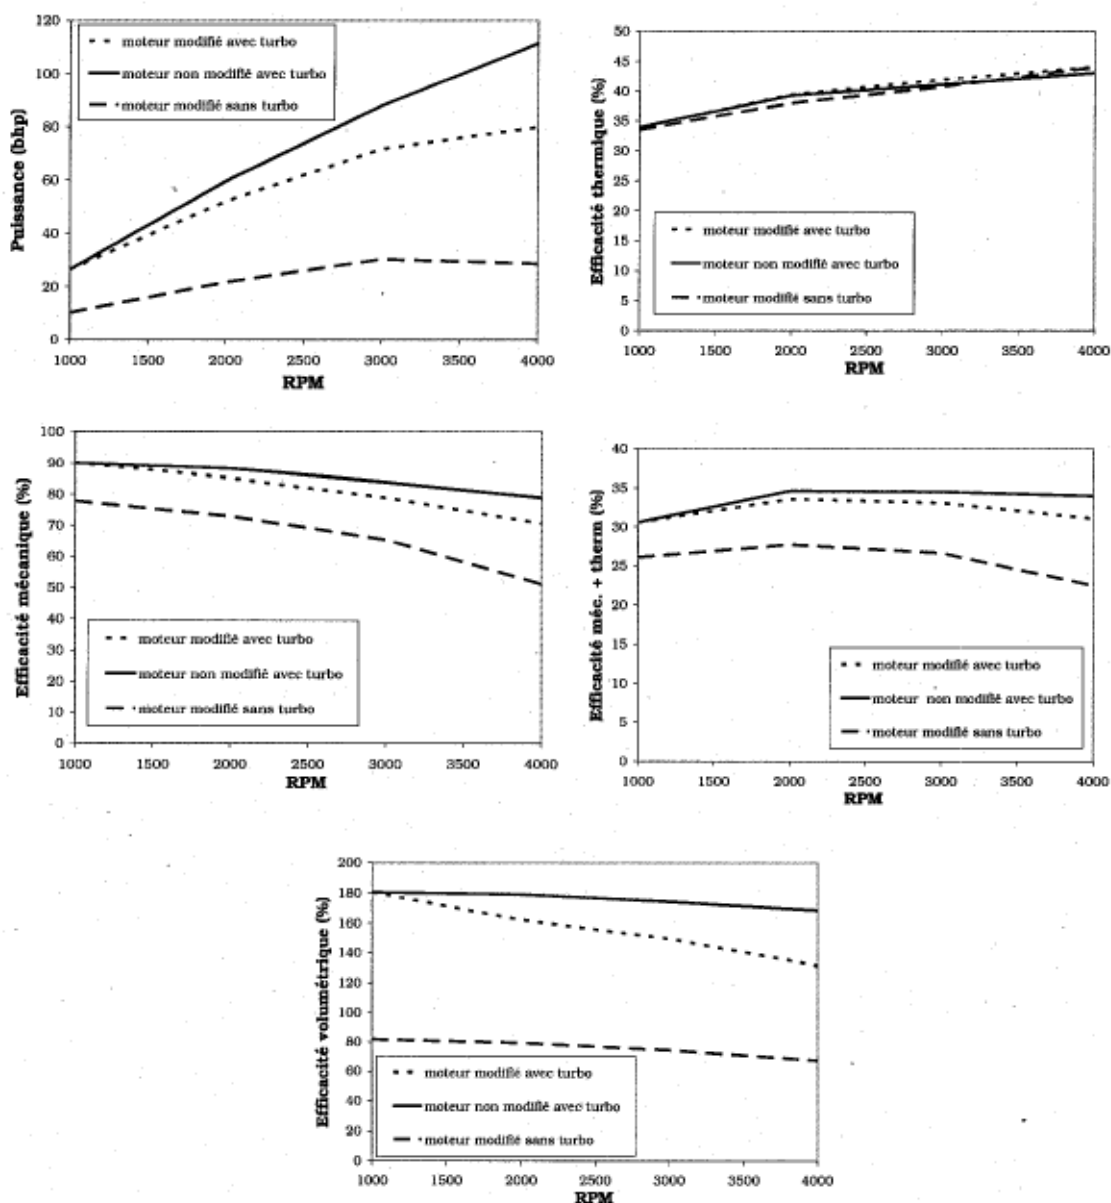 120
100
80
60
40
20
0
Puissance (bhp)
moteur modifié avec turbo
moteur non modifié avec turbo
moteur modifié sans turbo
1000 1500 2000 2500 3000 3500 4000
RPM
50
45
40
35
30
25
20
15
10
5
0
Efficacité thermique (%)
moteur modifié avec turbo
moteur non modifié avec turbo
moteur modifié sans turbo
1000 1500 2000 2500 3000 3500 4000
RPM
100
90
80
70
60
50
40
30
20
10
0
Efficacité mécanique (%)
moteur modifié avec turbo
moteur non modifié avec turbo
moteur modifié sans turbo
1000 1500 2000 2500 3000 3500 4000
RPM
40
35
30
25
20
15
10
5
0
Efficacité méc. + therm (%)
moteur modifié avec turbo
moteur non modifié avec turbo
moteur modifié sans turbo
1000 1500 2000 2500 3000 3500 4000
RPM
200
180
160
140
120
100
80
60
40
20
0
Efficacité volumétrique (%)
moteur modifié avec turbo
moteur non modifié avec turbo
moteur modifié sans turbo
1000 1500 2000 2500 3000 3500 4000
RPM